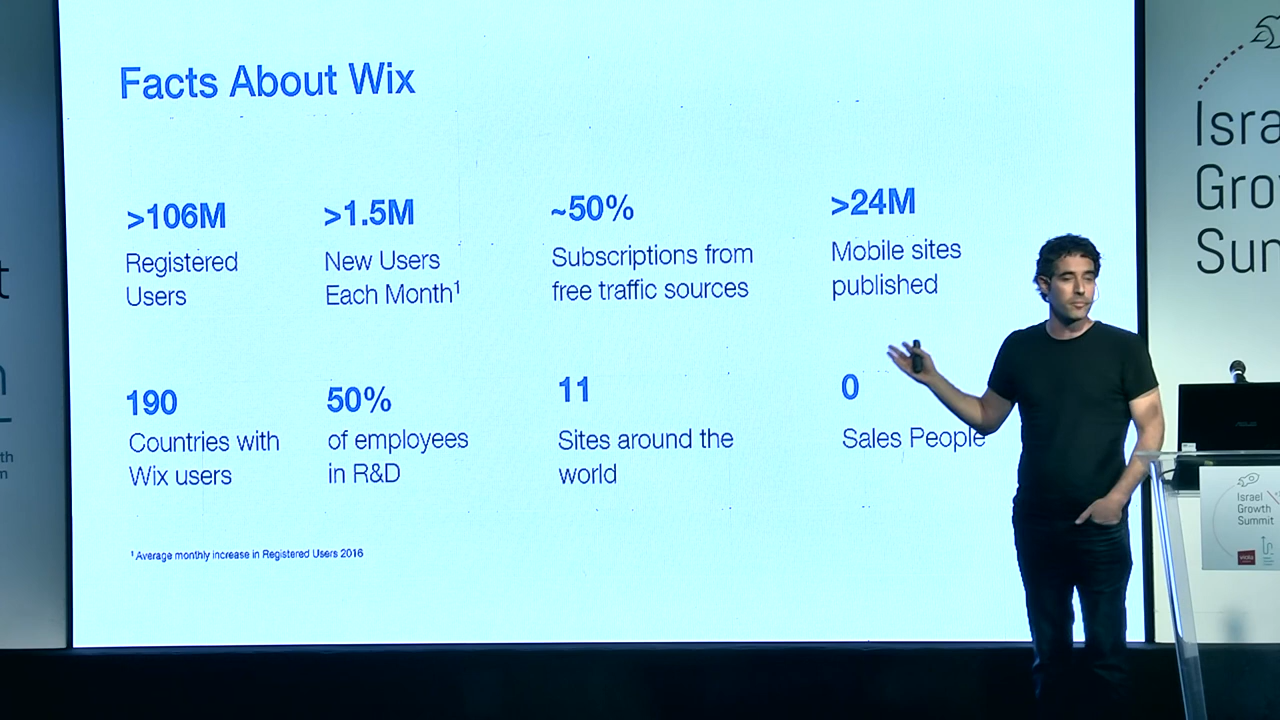 Facts About Wix
>106M
Registered
Users
>1.5M
New Users
Each Month¹
~50%
Subscriptions from
free traffic sources
>24M
Mobile sites
published
190
Countries with
Wix users
50%
of employees
in R&D
11
Sites around the
world
0
Sales People
¹ Average monthly increase in Registered Users 2016
Isra
Gro
Sum
Israel
Growth
Summit
t
th